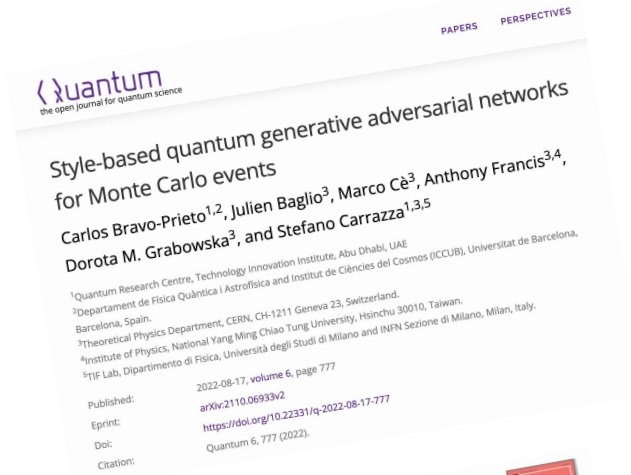 PAPERS PERSPECTIVES
Quantum
the open journal for quantum science
Style-based quantum generative adversarial networks
for Monte Carlo events
Carlos Bravo-Prieto1,2, Julien Baglio3, Marco Cè3, Anthony Francis3,4,
Dorota M. Grabowska3, and Stefano Carrazza1,3,5
1Quantum Research Centre, Technology Innovation Institute, Abu Dhabi, UAE
2Departament de Física Quàntica i Astrofísica and Institut de Ciències del Cosmos (ICCUB), Universitat de Barcelona,
Barcelona, Spain.
3Theoretical Physics Department, CERN, CH-1211 Geneva 23, Switzerland.
4Institute of Physics, National Yang Ming Chiao Tung University, Hsinchu 30010, Taiwan.
5TIF Lab, Dipartimento di Fisica, Università degli Studi di Milano and INFN Sezione di Milano, Milan, Italy.
Published: 2022-08-17, volume 6, page 777
Eprint: arXiv:2110.06933v2
Doi: https://doi.org/10.22331/q-2022-08-17-777
Citation: Quantum 6, 777 (2022).